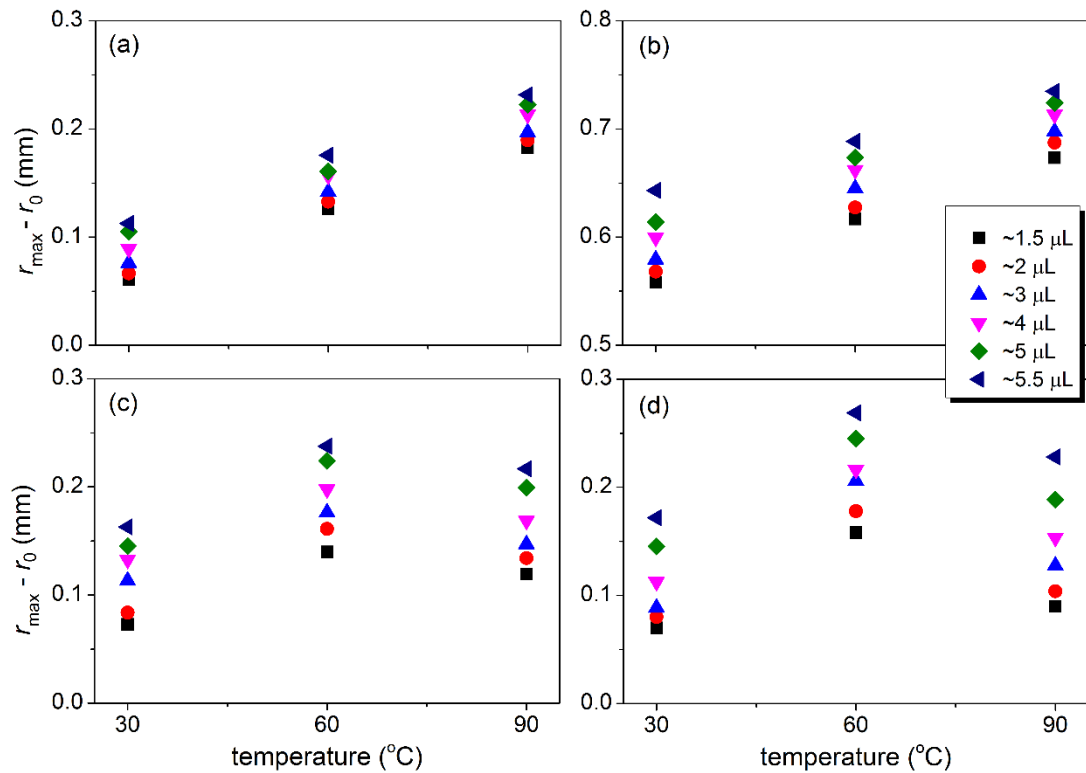 0.3
(a)
0.2
0.1
0.0
r_max - r_0 (mm)
0.8
(b)
0.7
0.6
0.5
~1.5 μL
~2 μL
~3 μL
~4 μL
~5 μL
~5.5 μL
0.3
(c)
0.2
0.1
0.0
r_max - r_0 (mm)
30 60 90
temperature (°C)
0.3
(d)
0.2
0.1
0.0
30 60 90
temperature (°C)